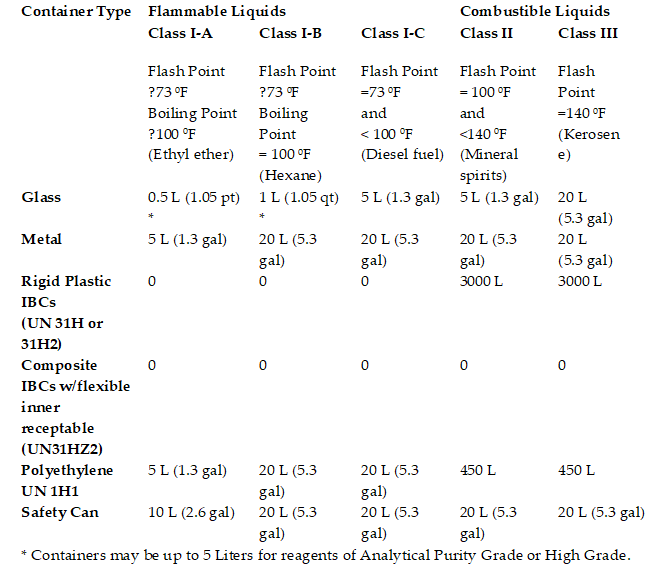 Container Type Flammable Liquids Combustible Liquids
Class I-A Class I-B Class I-C Class II Class III
Flash Point Flash Point Flash Point Flash Point Flash
?73 ºF ?73 ºF =73 ºF = 100 ºF Point
Boiling Point Boiling and and =140 ºF
?100 ºF Point < 100 ºF <140 ºF (Kerosen
(Ethyl ether) = 100 ºF (Diesel fuel) (Mineral e)
(Hexane) spirits)
Glass 0.5 L (1.05 pt) 1 L (1.05 qt) 5 L (1.3 gal) 5 L (1.3 gal) 20 L
* * (5.3 gal)
Metal 5 L (1.3 gal) 20 L (5.3 20 L (5.3 20 L (5.3 20 L
gal) gal) gal) (5.3 gal)
Rigid Plastic 0 0 0 3000 L 3000 L
IBCs
(UN 31H or
31H2)
Composite 0 0 0 0 0
IBCs w/flexible
inner
receptable
(UN31HZ2)
Polyethylene 5 L (1.3 gal) 20 L (5.3 20 L (5.3 450 L 450 L
UN 1H1 gal) gal)
Safety Can 10 L (2.6 gal) 20 L (5.3 20 L (5.3 20 L (5.3 20 L (5.3 gal)
gal) gal) gal)
* Containers may be up to 5 Liters for reagents of Analytical Purity Grade or High Grade.